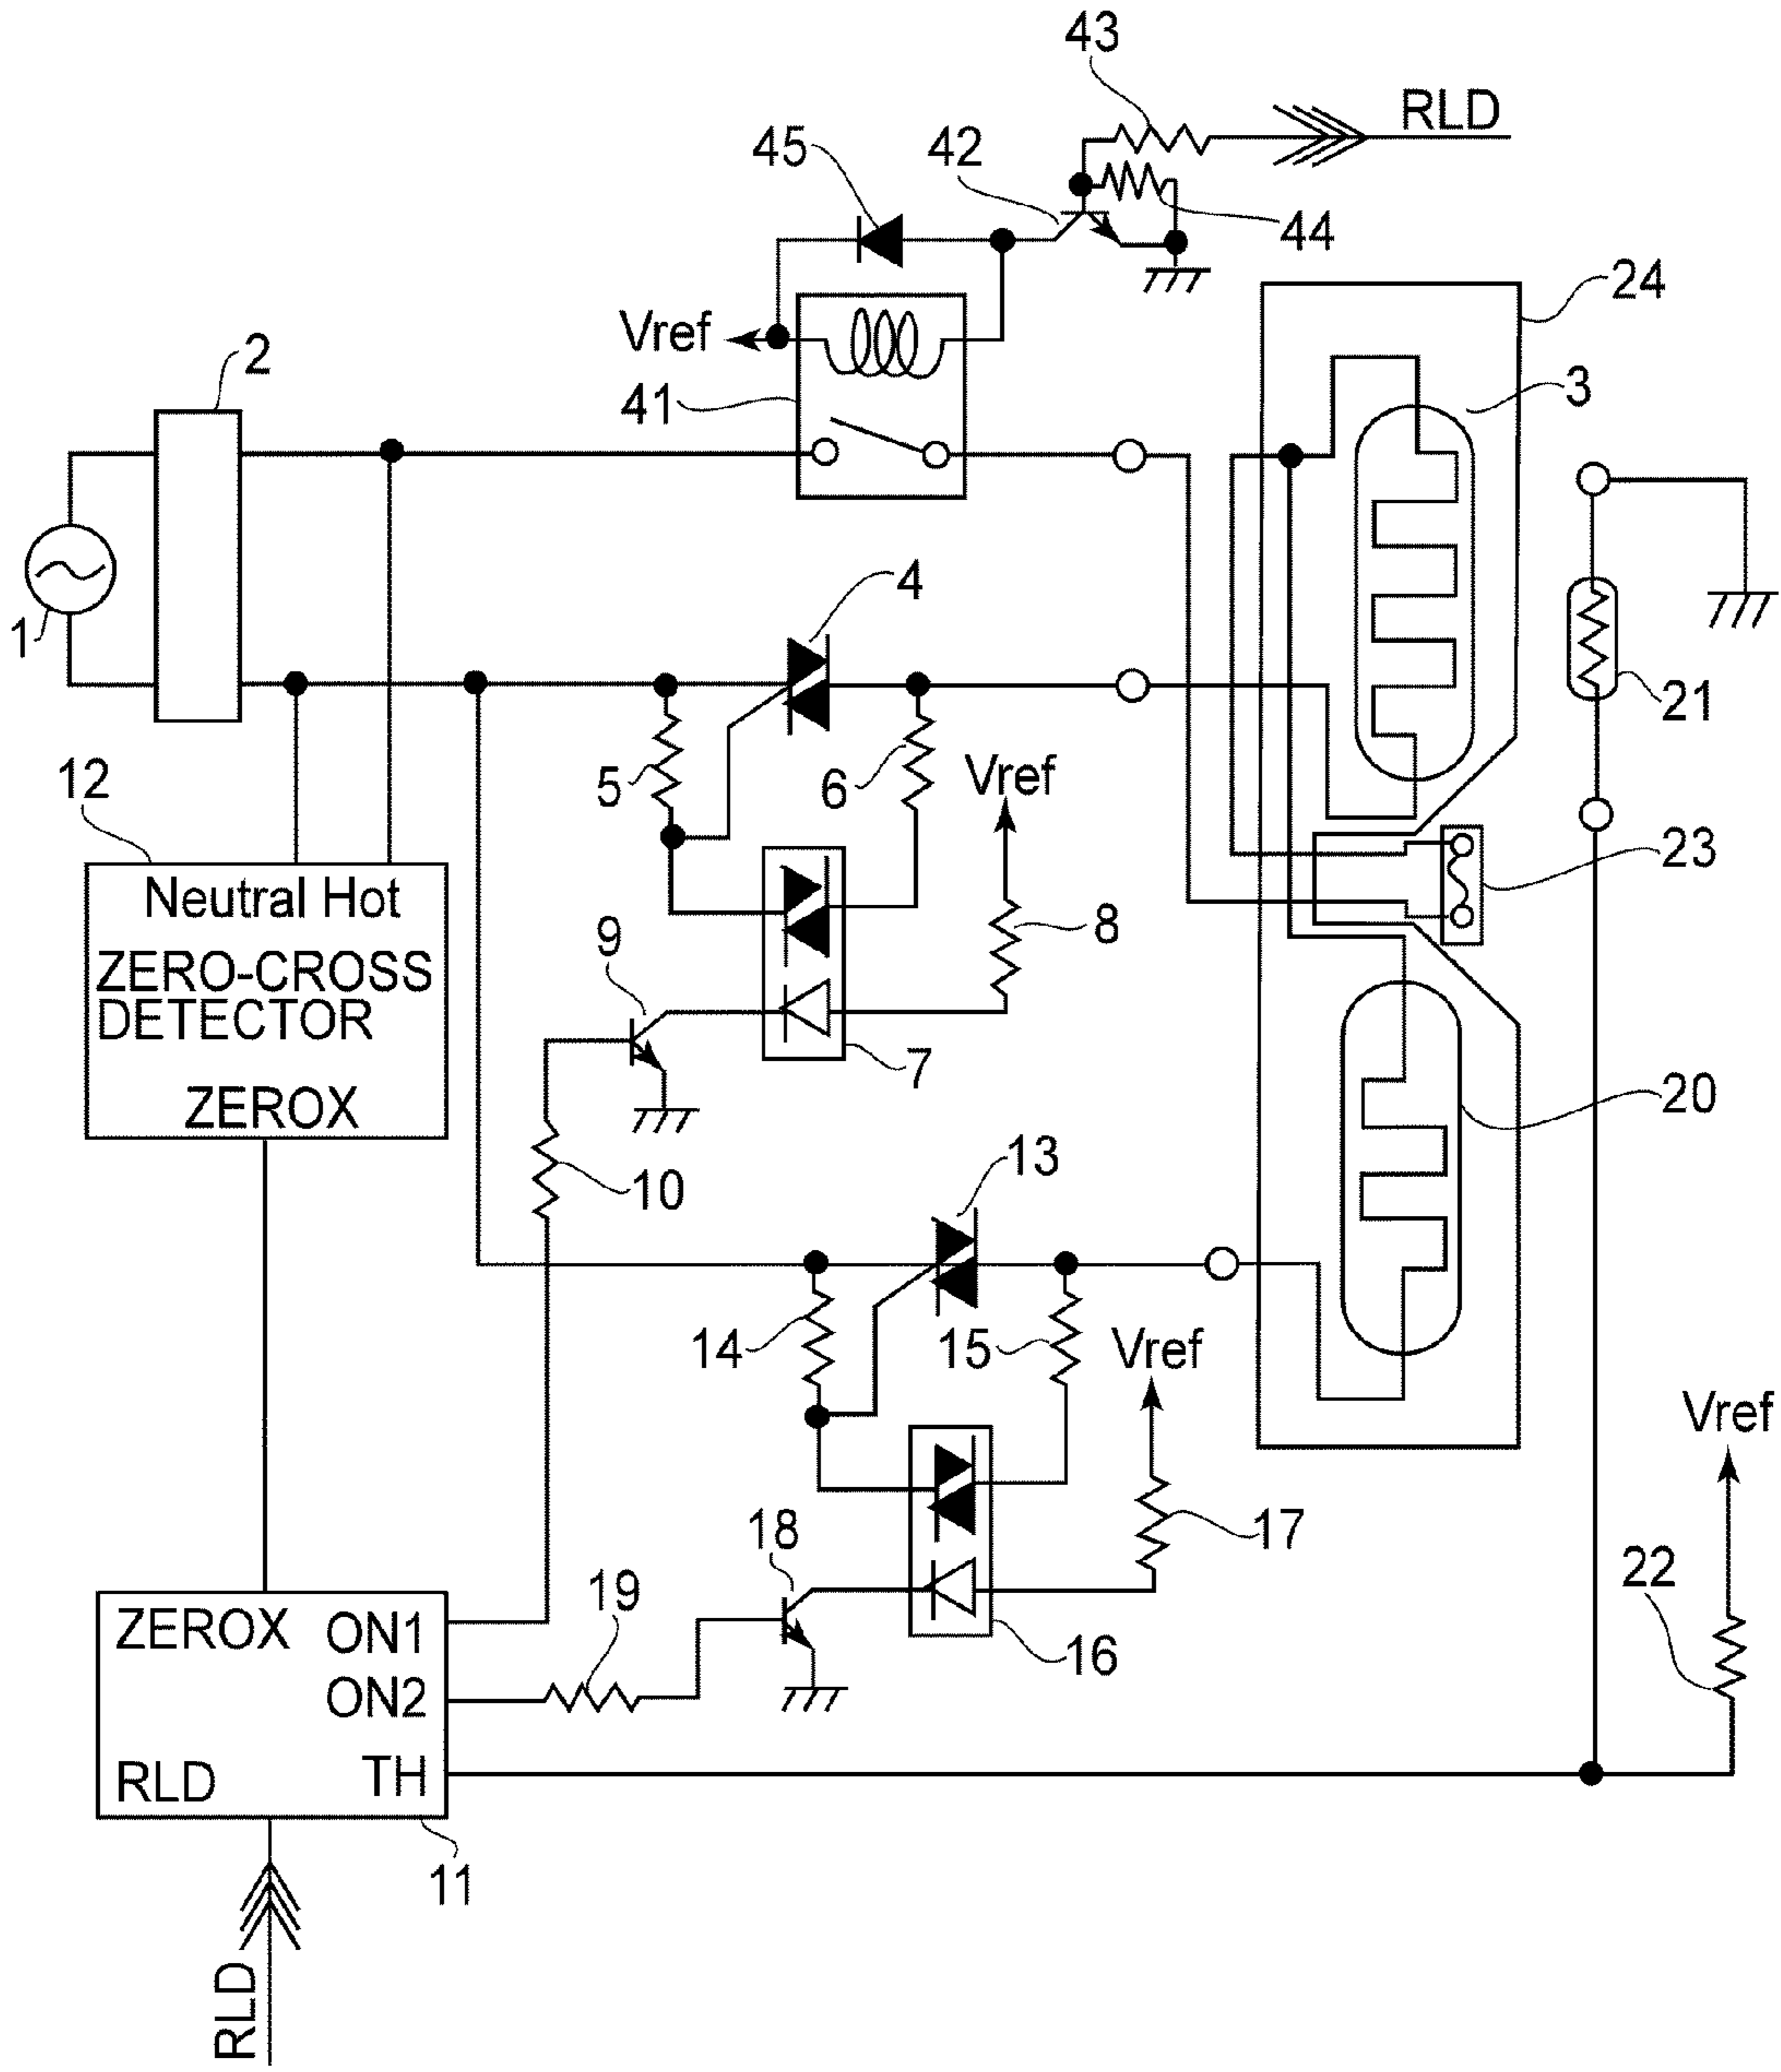 43
RLD
45
42
44
24
Vref
2
41
3
4
1
21
5
6
Vref
12
23
Neutral Hot
ZERO-CROSS
DETECTOR
ZEROX
8
9
7
20
10
13
14
15
Vref
Vref
18
17
19
22
16
ZEROX
ON1
ON2
RLD
TH
11
RLD